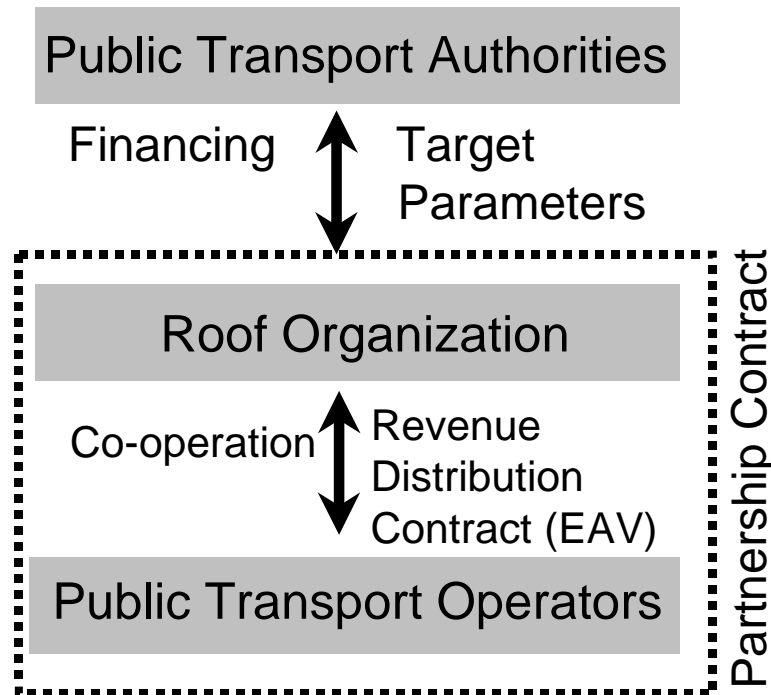 Public Transport Authorities
Financing
Target
Parameters
Roof Organization
Co-operation
Revenue
Distribution
Contract (EAV)
Public Transport Operators
Partnership Contract